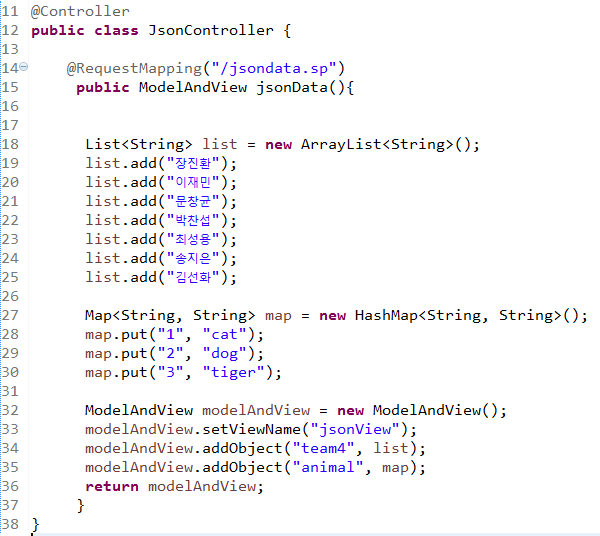 11 @Controller
12 public class JsonController {
13
14 @RequestMapping("/jsondata.sp")
15 public ModelAndView jsonData(){
16
17
18 List<String> list = new ArrayList<String>();
19 list.add("장진환");
20 list.add("이재민");
21 list.add("문창균");
22 list.add("박찬섭");
23 list.add("최성용");
24 list.add("송지은");
25 list.add("김선화");
26
27 Map<String, String> map = new HashMap<String, String>();
28 map.put("1", "cat");
29 map.put("2", "dog");
30 map.put("3", "tiger");
31
32 ModelAndView modelAndView = new ModelAndView();
33 modelAndView.setViewName("jsonView");
34 modelAndView.addObject("team4", list);
35 modelAndView.addObject("animal", map);
36 return modelAndView;
37 }
38 }